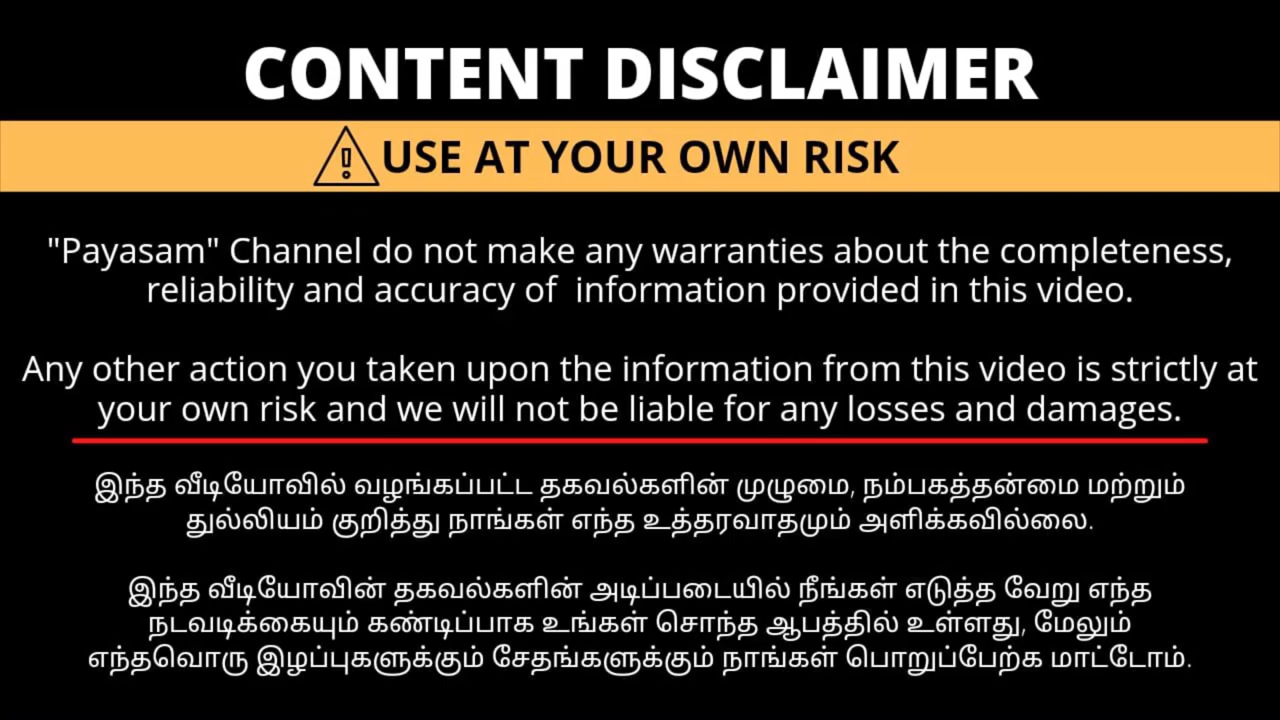 CONTENT DISCLAIMER
USE AT YOUR OWN RISK
"Payasam" Channel do not make any warranties about the completeness,
reliability and accuracy of  information provided in this video.
Any other action you taken upon the information from this video is strictly at
your own risk and we will not be liable for any losses and damages.
இந்த வீடியோவில் வழங்கப்பட்ட தகவல்களின் முழுமை, நம்பகத்தன்மை மற்றும்
துல்லியம் குறித்து நாங்கள் எந்த உத்தரவாதமும் அளிக்கவில்லை.
இந்த வீடியோவின் தகவல்களின் அடிப்படையில் நீங்கள் எடுத்த வேறு எந்த
நடவடிக்கையும் கண்டிப்பாக உங்கள் சொந்த ஆபத்தில் உள்ளது, மேலும்
எந்தவொரு இழப்புகளுக்கும் சேதங்களுக்கும் நாங்கள் பொறுப்பேற்க மாட்டோம்.